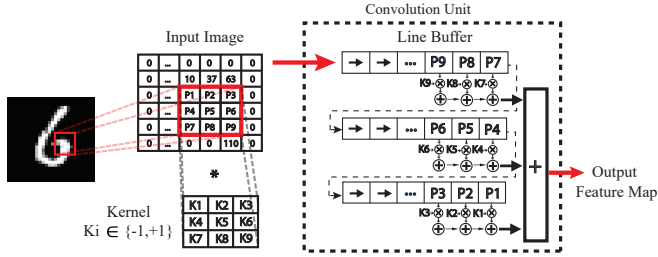 Convolution Unit
Input Image
Line Buffer
0 ... 0 0 0 0
0 ... 10 37 63 0
0 ... P1 P2 P3 0
0 ... P4 P5 P6 0
0 ... P7 P8 P9 0
0 ... 0 0 110 0
*
Kernel
Ki ∈ {-1,+1}
K1 K2 K3
K4 K5 K6
K7 K8 K9
→ → ... P9 P8 P7
K9 K8 K7
→ → ... P6 P5 P4
K6 K5 K4
→ → ... P3 P2 P1
K3 K2 K1
+
Output
Feature Map